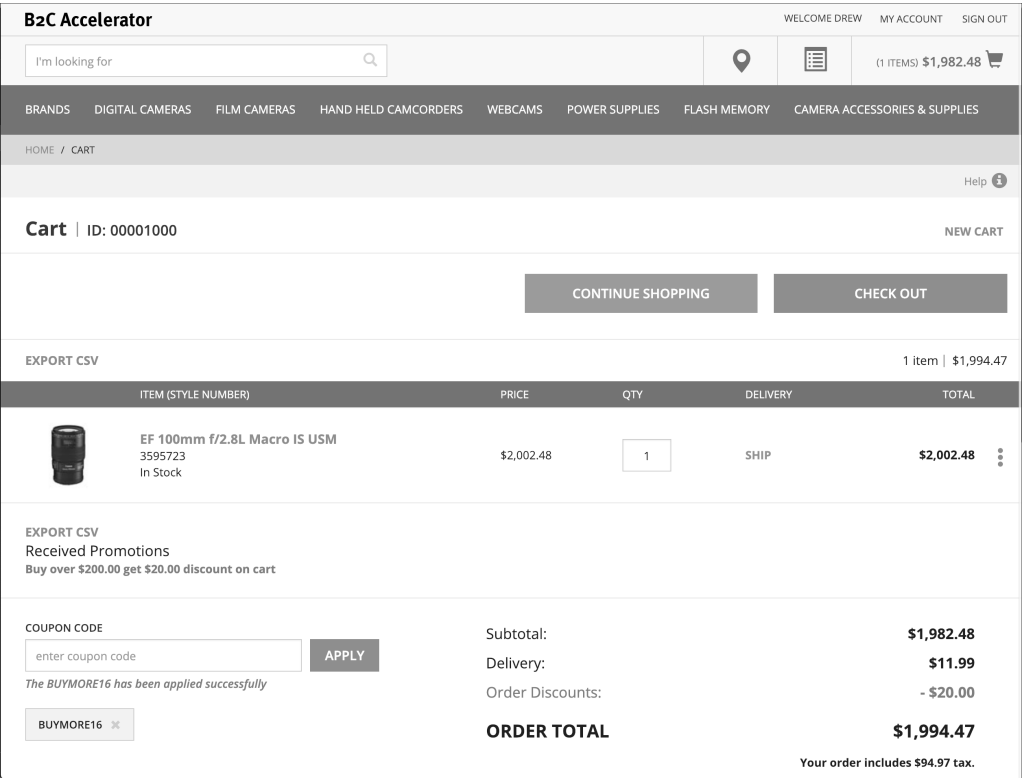 B2C Accelerator
WELCOME DREW MY ACCOUNT SIGN OUT
I'm looking for
(1 ITEMS) $1,982.48
BRANDS DIGITAL CAMERAS FILM CAMERAS HAND HELD CAMCORDERS WEBCAMS POWER SUPPLIES FLASH MEMORY CAMERA ACCESSORIES & SUPPLIES
HOME / CART
Help
Cart | ID: 00001000
NEW CART
CONTINUE SHOPPING CHECK OUT
EXPORT CSV 1 item | $1,994.47
ITEM (STYLE NUMBER) PRICE QTY DELIVERY TOTAL
EF 100mm f/2.8L Macro IS USM
3595723 $2,002.48 1 SHIP $2,002.48
In Stock
EXPORT CSV
Received Promotions
Buy over $200.00 get $20.00 discount on cart
COUPON CODE
enter coupon code APPLY
The BUYMORE16 has been applied successfully
BUYMORE16
Subtotal: $1,982.48
Delivery: $11.99
Order Discounts: - $20.00
ORDER TOTAL $1,994.47
Your order includes $94.97 tax.